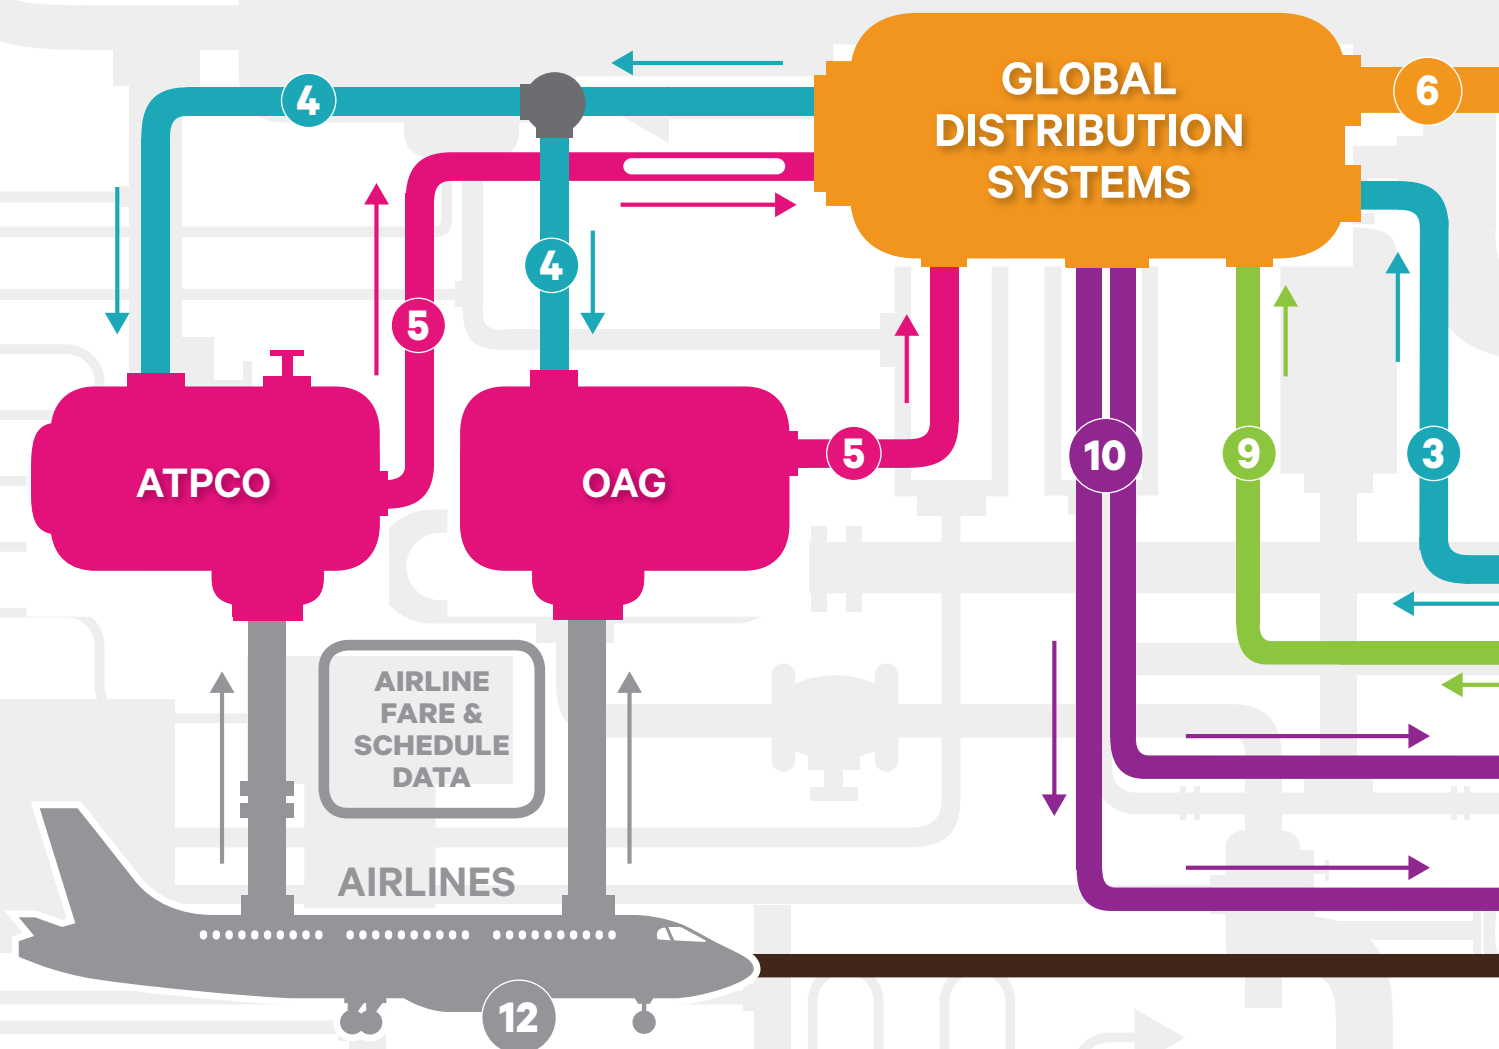 GLOBAL
DISTRIBUTION
SYSTEMS
6
4
4
5
ATPCO
OAG
5
10
9
3
AIRLINE
FARE &
SCHEDULE
DATA
AIRLINES
12